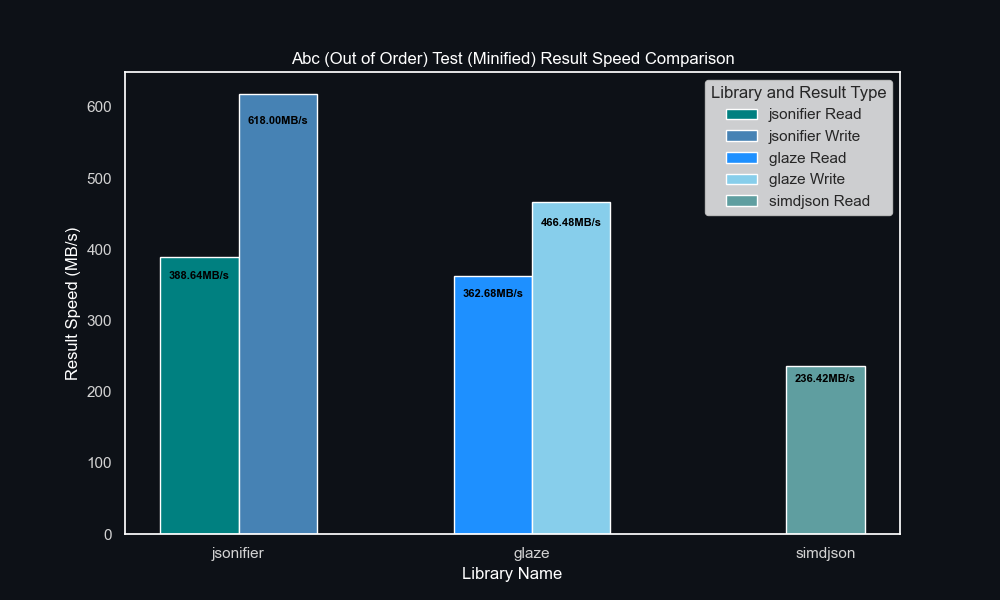 Abc (Out of Order) Test (Minified) Result Speed Comparison
Library and Result Type
jsonifier Read
jsonifier Write
glaze Read
glaze Write
simdjson Read
Result Speed (MB/s)
600
500
400
300
200
100
0
388.64MB/s
618.00MB/s
362.68MB/s
466.48MB/s
236.42MB/s
jsonifier
glaze
simdjson
Library Name